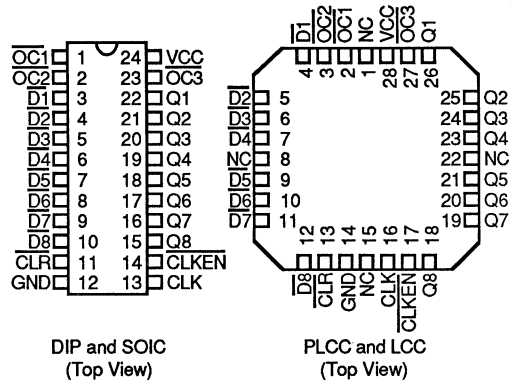 OC1 1 24 VCC
OC2 2 23 OC3
D1 3 22 Q1
D2 4 21 Q2
D3 5 20 Q3
D4 6 19 Q4
D5 7 18 Q5
D6 8 17 Q6
D7 9 16 Q7
D8 10 15 Q8
CLR 11 14 CLKEN
GND 12 13 CLK
DIP and SOIC
(Top View)
D1 OC2 OC1 NC VCC OC3 Q1
4 3 2 1 28 27 26
D2 5 25 Q2
D3 6 24 Q3
D4 7 23 Q4
NC 8 22 NC
D5 9 21 Q5
D6 10 20 Q6
D7 11 19 Q7
12 13 14 15 16 17 18
D8 CLR GND NC CLK CLKEN Q8
PLCC and LCC
(Top View)